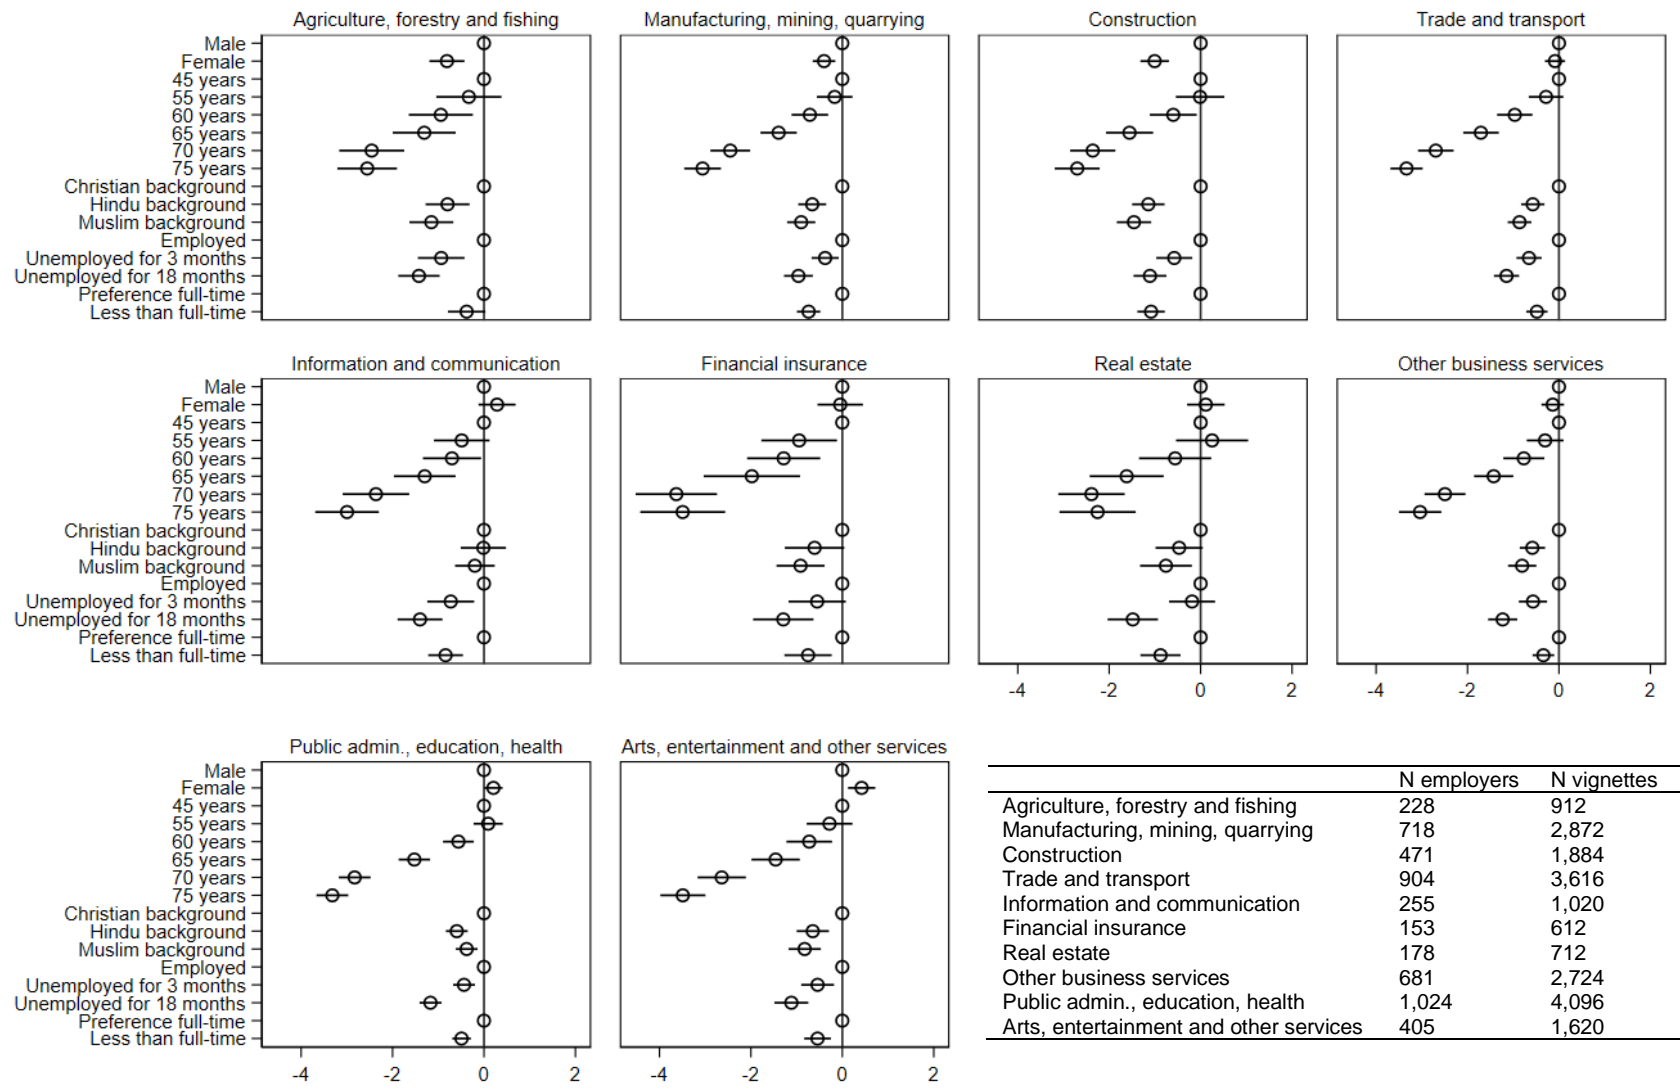 Agriculture, forestry and fishing
Manufacturing, mining, quarrying
Construction
Trade and transport
Male
Female
45 years
55 years
60 years
65 years
70 years
75 years
Christian background
Hindu background
Muslim background
Employed
Unemployed for 3 months
Unemployed for 18 months
Preference full-time
Less than full-time
Information and communication
Financial insurance
Real estate
Other business services
Male
Female
45 years
55 years
60 years
65 years
70 years
75 years
Christian background
Hindu background
Muslim background
Employed
Unemployed for 3 months
Unemployed for 18 months
Preference full-time
Less than full-time
-4 -2 0 2
-4 -2 0 2
Public admin., education, health
Arts, entertainment and other services
Male
Female
45 years
55 years
60 years
65 years
70 years
75 years
Christian background
Hindu background
Muslim background
Employed
Unemployed for 3 months
Unemployed for 18 months
Preference full-time
Less than full-time
-4 -2 0 2
-4 -2 0 2
N employers N vignettes
Agriculture, forestry and fishing 228 912
Manufacturing, mining, quarrying 718 2,872
Construction 471 1,884
Trade and transport 904 3,616
Information and communication 255 1,020
Financial insurance 153 612
Real estate 178 712
Other business services 681 2,724
Public admin., education, health 1,024 4,096
Arts, entertainment and other services 405 1,620